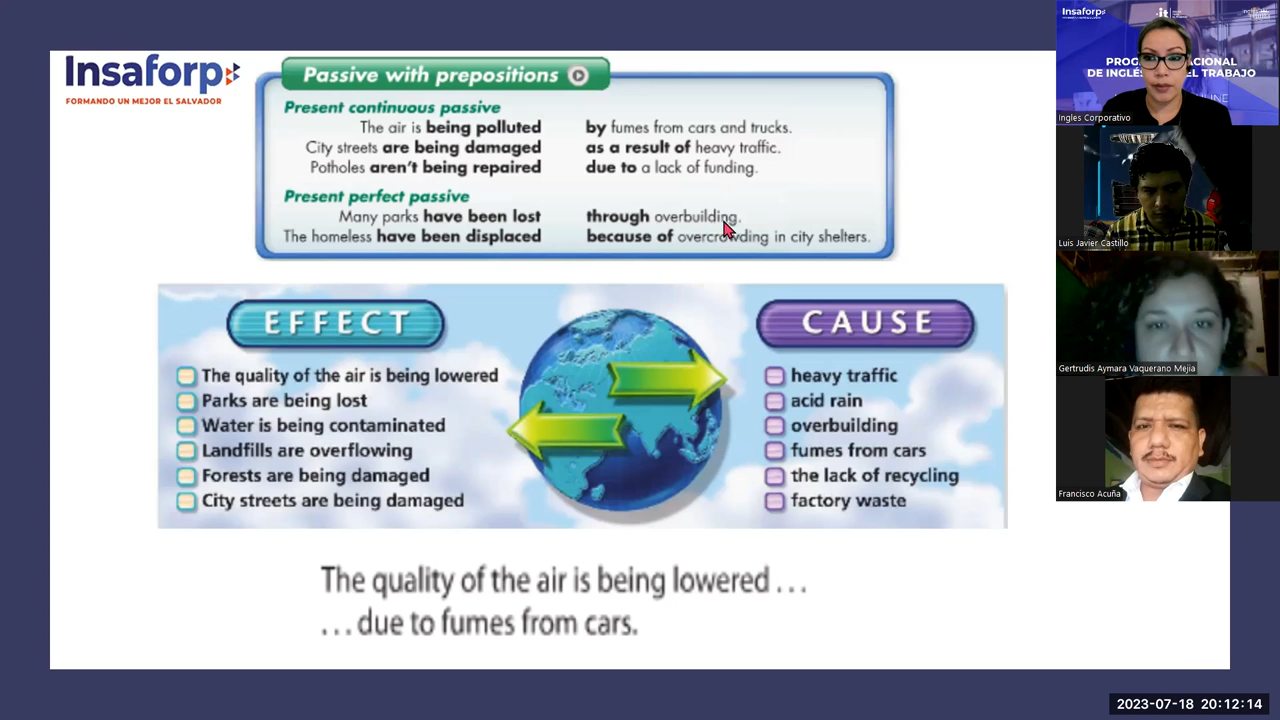 Insaforp
FORMANDO UN MEJOR EL SALVADOR
Passive with prepositions
Present continuous passive
The air is being polluted by fumes from cars and trucks.
City streets are being damaged as a result of heavy traffic.
Potholes aren't being repaired due to a lack of funding.
Present perfect passive
Many parks have been lost through overbuilding.
The homeless have been displaced because of overcrowding in city shelters.
EFFECT
The quality of the air is being lowered
Parks are being lost
Water is being contaminated
Landfills are overflowing
Forests are being damaged
City streets are being damaged
CAUSE
heavy traffic
acid rain
overbuilding
fumes from cars
the lack of recycling
factory waste
The quality of the air is being lowered ...
... due to fumes from cars.
Insaforp
Ingles Corporativo
Luis Javier Castillo
Gertrudis Aymara Vaquerano Mejia
Francisco Acuña
2023-07-18 20:12:14